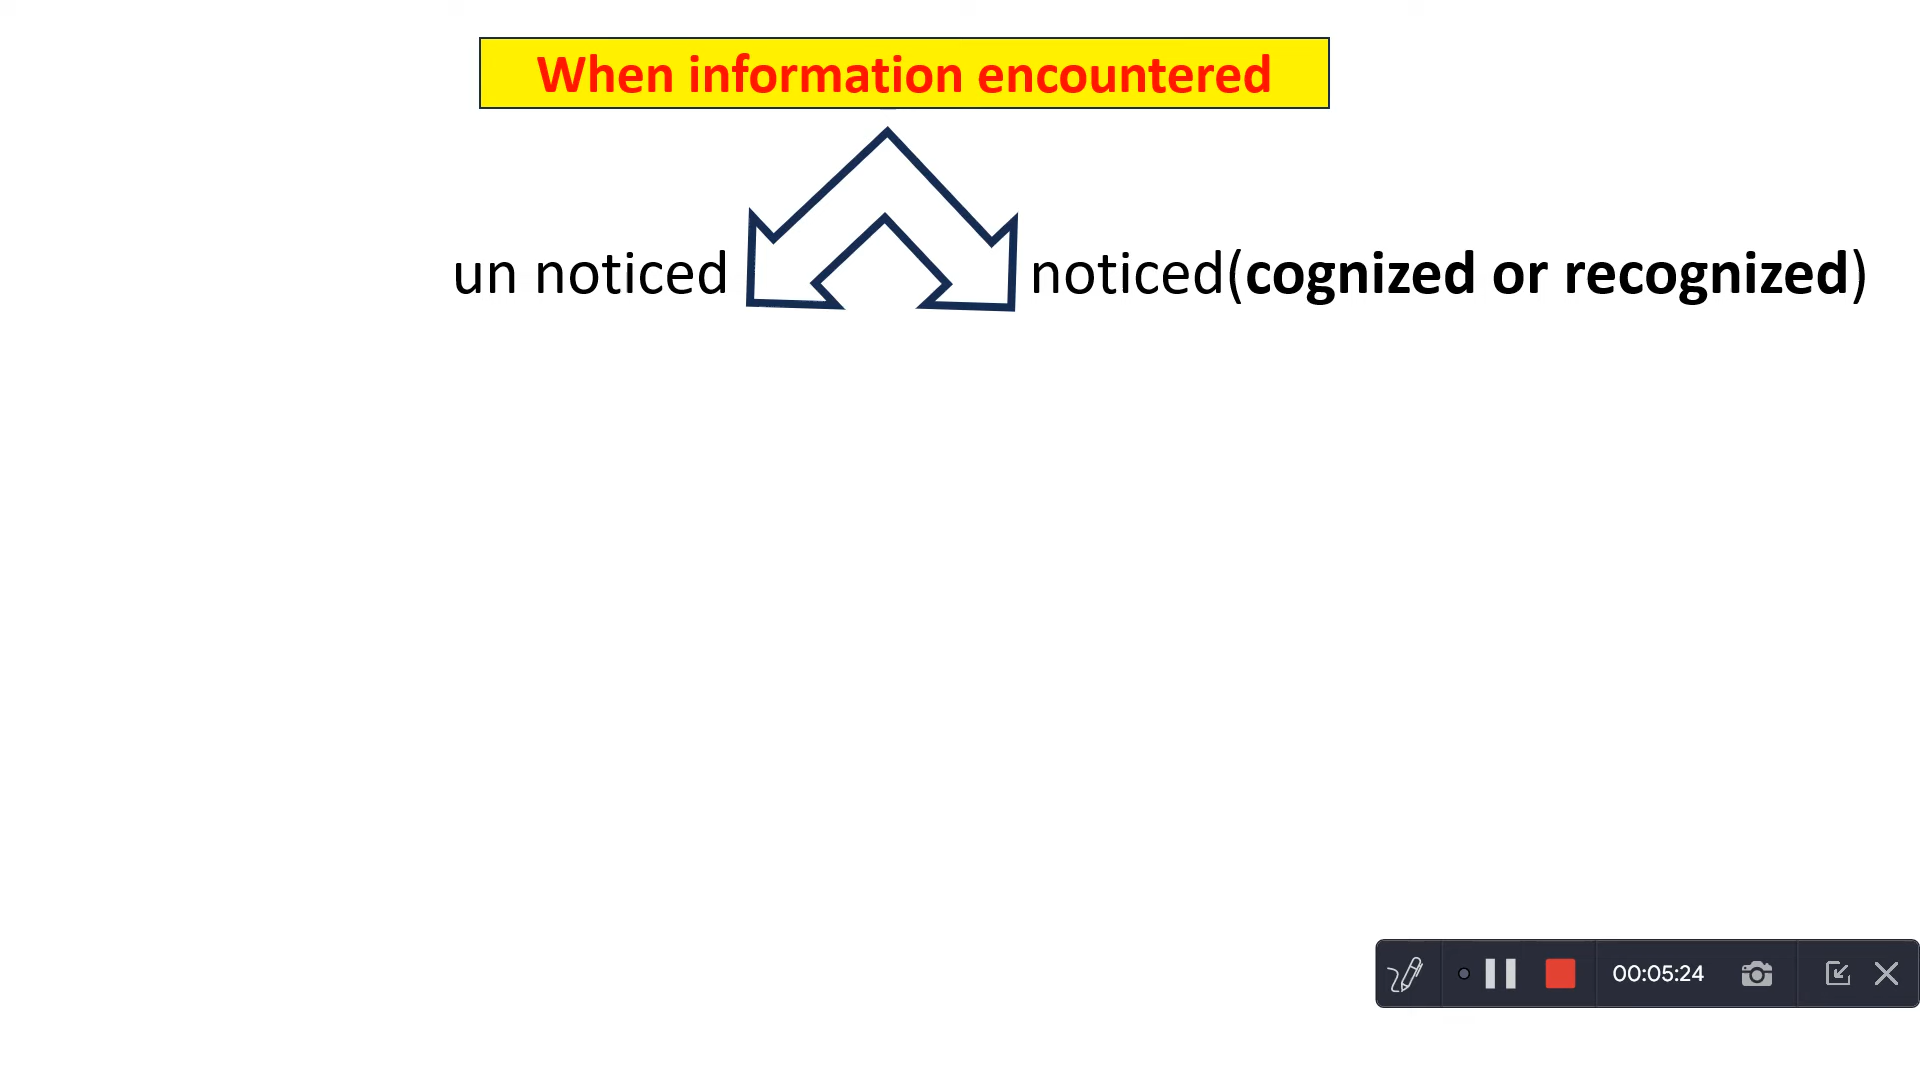 When information encountered
un noticed noticed(cognized or recognized)
00:05:24